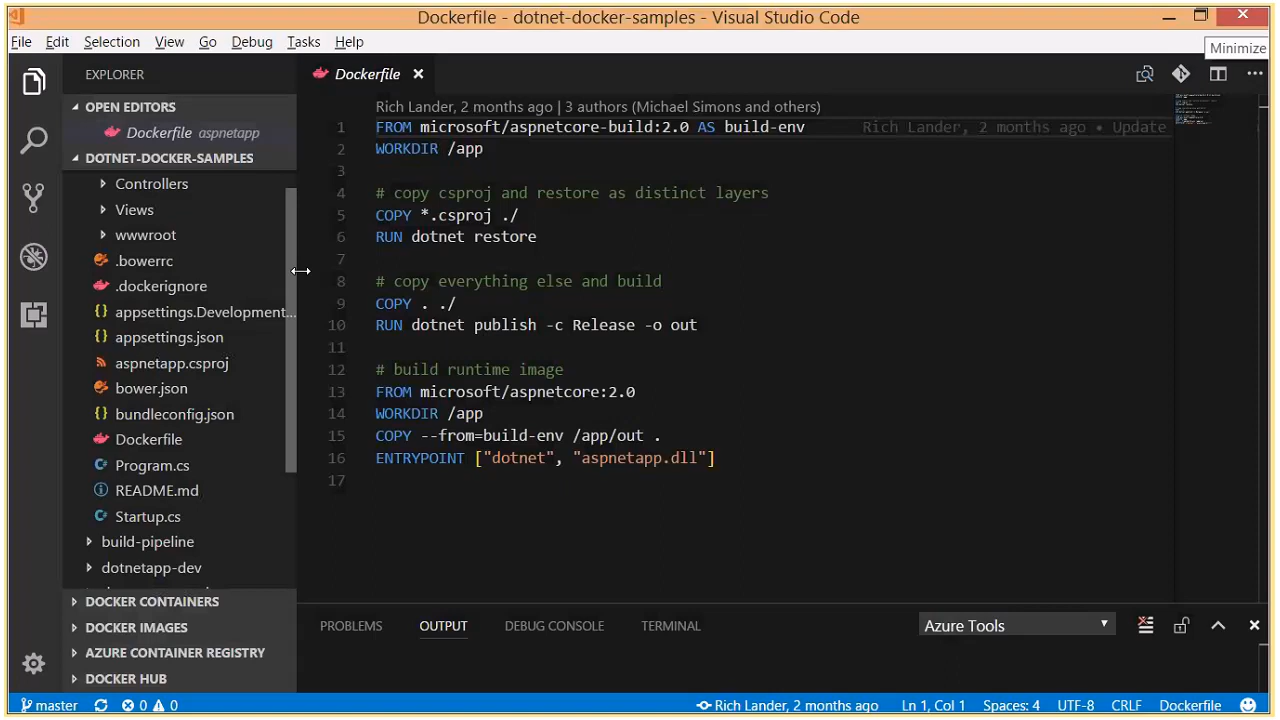 Dockerfile - dotnet-docker-samples - Visual Studio Code
File Edit Selection View Go Debug Tasks Help
Minimize
EXPLORER
OPEN EDITORS
Dockerfile aspnetapp
DOTNET-DOCKER-SAMPLES
Controllers
Views
wwwroot
.bowerrc
.dockerignore
appsettings.Development...
appsettings.json
aspnetapp.csproj
bower.json
bundleconfig.json
Dockerfile
Program.cs
README.md
Startup.cs
build-pipeline
dotnetapp-dev
DOCKER CONTAINERS
DOCKER IMAGES
AZURE CONTAINER REGISTRY
DOCKER HUB
Dockerfile
Rich Lander, 2 months ago | 3 authors (Michael Simons and others)
1 FROM microsoft/aspnetcore-build:2.0 AS build-env Rich Lander, 2 months ago • Update
2 WORKDIR /app
3
4 # copy csproj and restore as distinct layers
5 COPY *.csproj ./
6 RUN dotnet restore
7
8 # copy everything else and build
9 COPY . ./
10 RUN dotnet publish -c Release -o out
11
12 # build runtime image
13 FROM microsoft/aspnetcore:2.0
14 WORKDIR /app
15 COPY --from=build-env /app/out .
16 ENTRYPOINT ["dotnet", "aspnetapp.dll"]
17
PROBLEMS OUTPUT DEBUG CONSOLE TERMINAL Azure Tools
master 0 0 Rich Lander, 2 months ago Ln 1, Col 1 Spaces: 4 UTF-8 CRLF Dockerfile